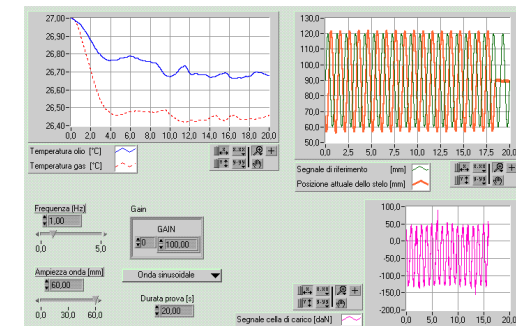 27,00
26,90
26,80
26,70
26,60
26,50
26,40
0,0 2,0 4,0 6,0 8,0 10,0 12,0 14,0 16,0 18,0 20,0
Temperatura olio [°C]
Temperatura gas [°C]
130,0
120,0
110,0
100,0
90,0
80,0
70,0
60,0
50,0
0,0 2,5 5,0 7,5 10,0 12,5 15,0 17,5 20,0
Segnale di riferimento [mm]
Posizione attuale dello stelo [mm]
Frequenza (Hz)
1,00
0,0 5,0
Gain
GAIN
0 100,00
Ampiezza onda [mm]
60,00
0,0 30,0 60,0
Onda sinusoidale
Durata prova [s]
20,00
100,0
50,0
0,0
-50,0
-100,0
-150,0
-200,0
0,0 5,0 10,0 15,0 20,0
Segnale cella di carico [daN]